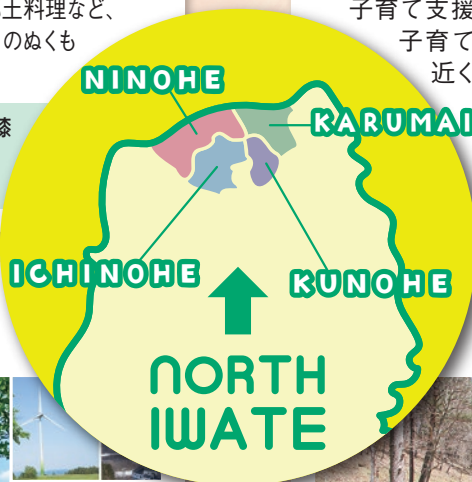 土料理など、
のぬくも
子育て支援
子育て
近く
漆
NINOHE
KARUMAI
ICHINOHE
KUNOHE
NORTH
IWATE